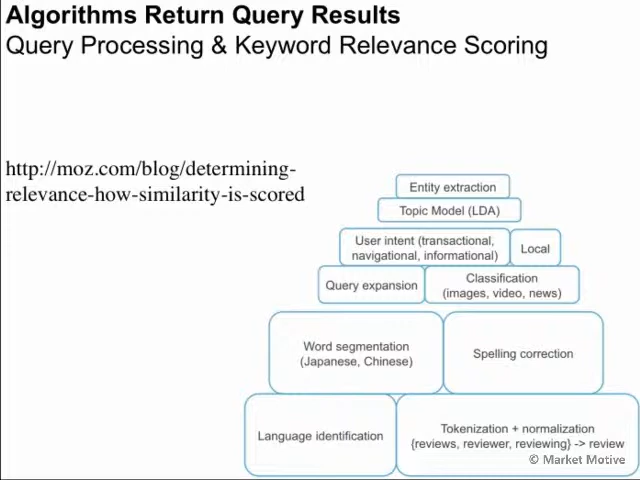 Algorithms Return Query Results
Query Processing & Keyword Relevance Scoring
http://moz.com/blog/determining-
relevance-how-similarity-is-scored
Entity extraction
Topic Model (LDA)
User intent (transactional,
navigational, informational)
Local
Query expansion
Classification
(images, video, news)
Word segmentation
(Japanese, Chinese)
Spelling correction
Language identification
Tokenization + normalization
{reviews, reviewer, reviewing} -> review
© Market Motive